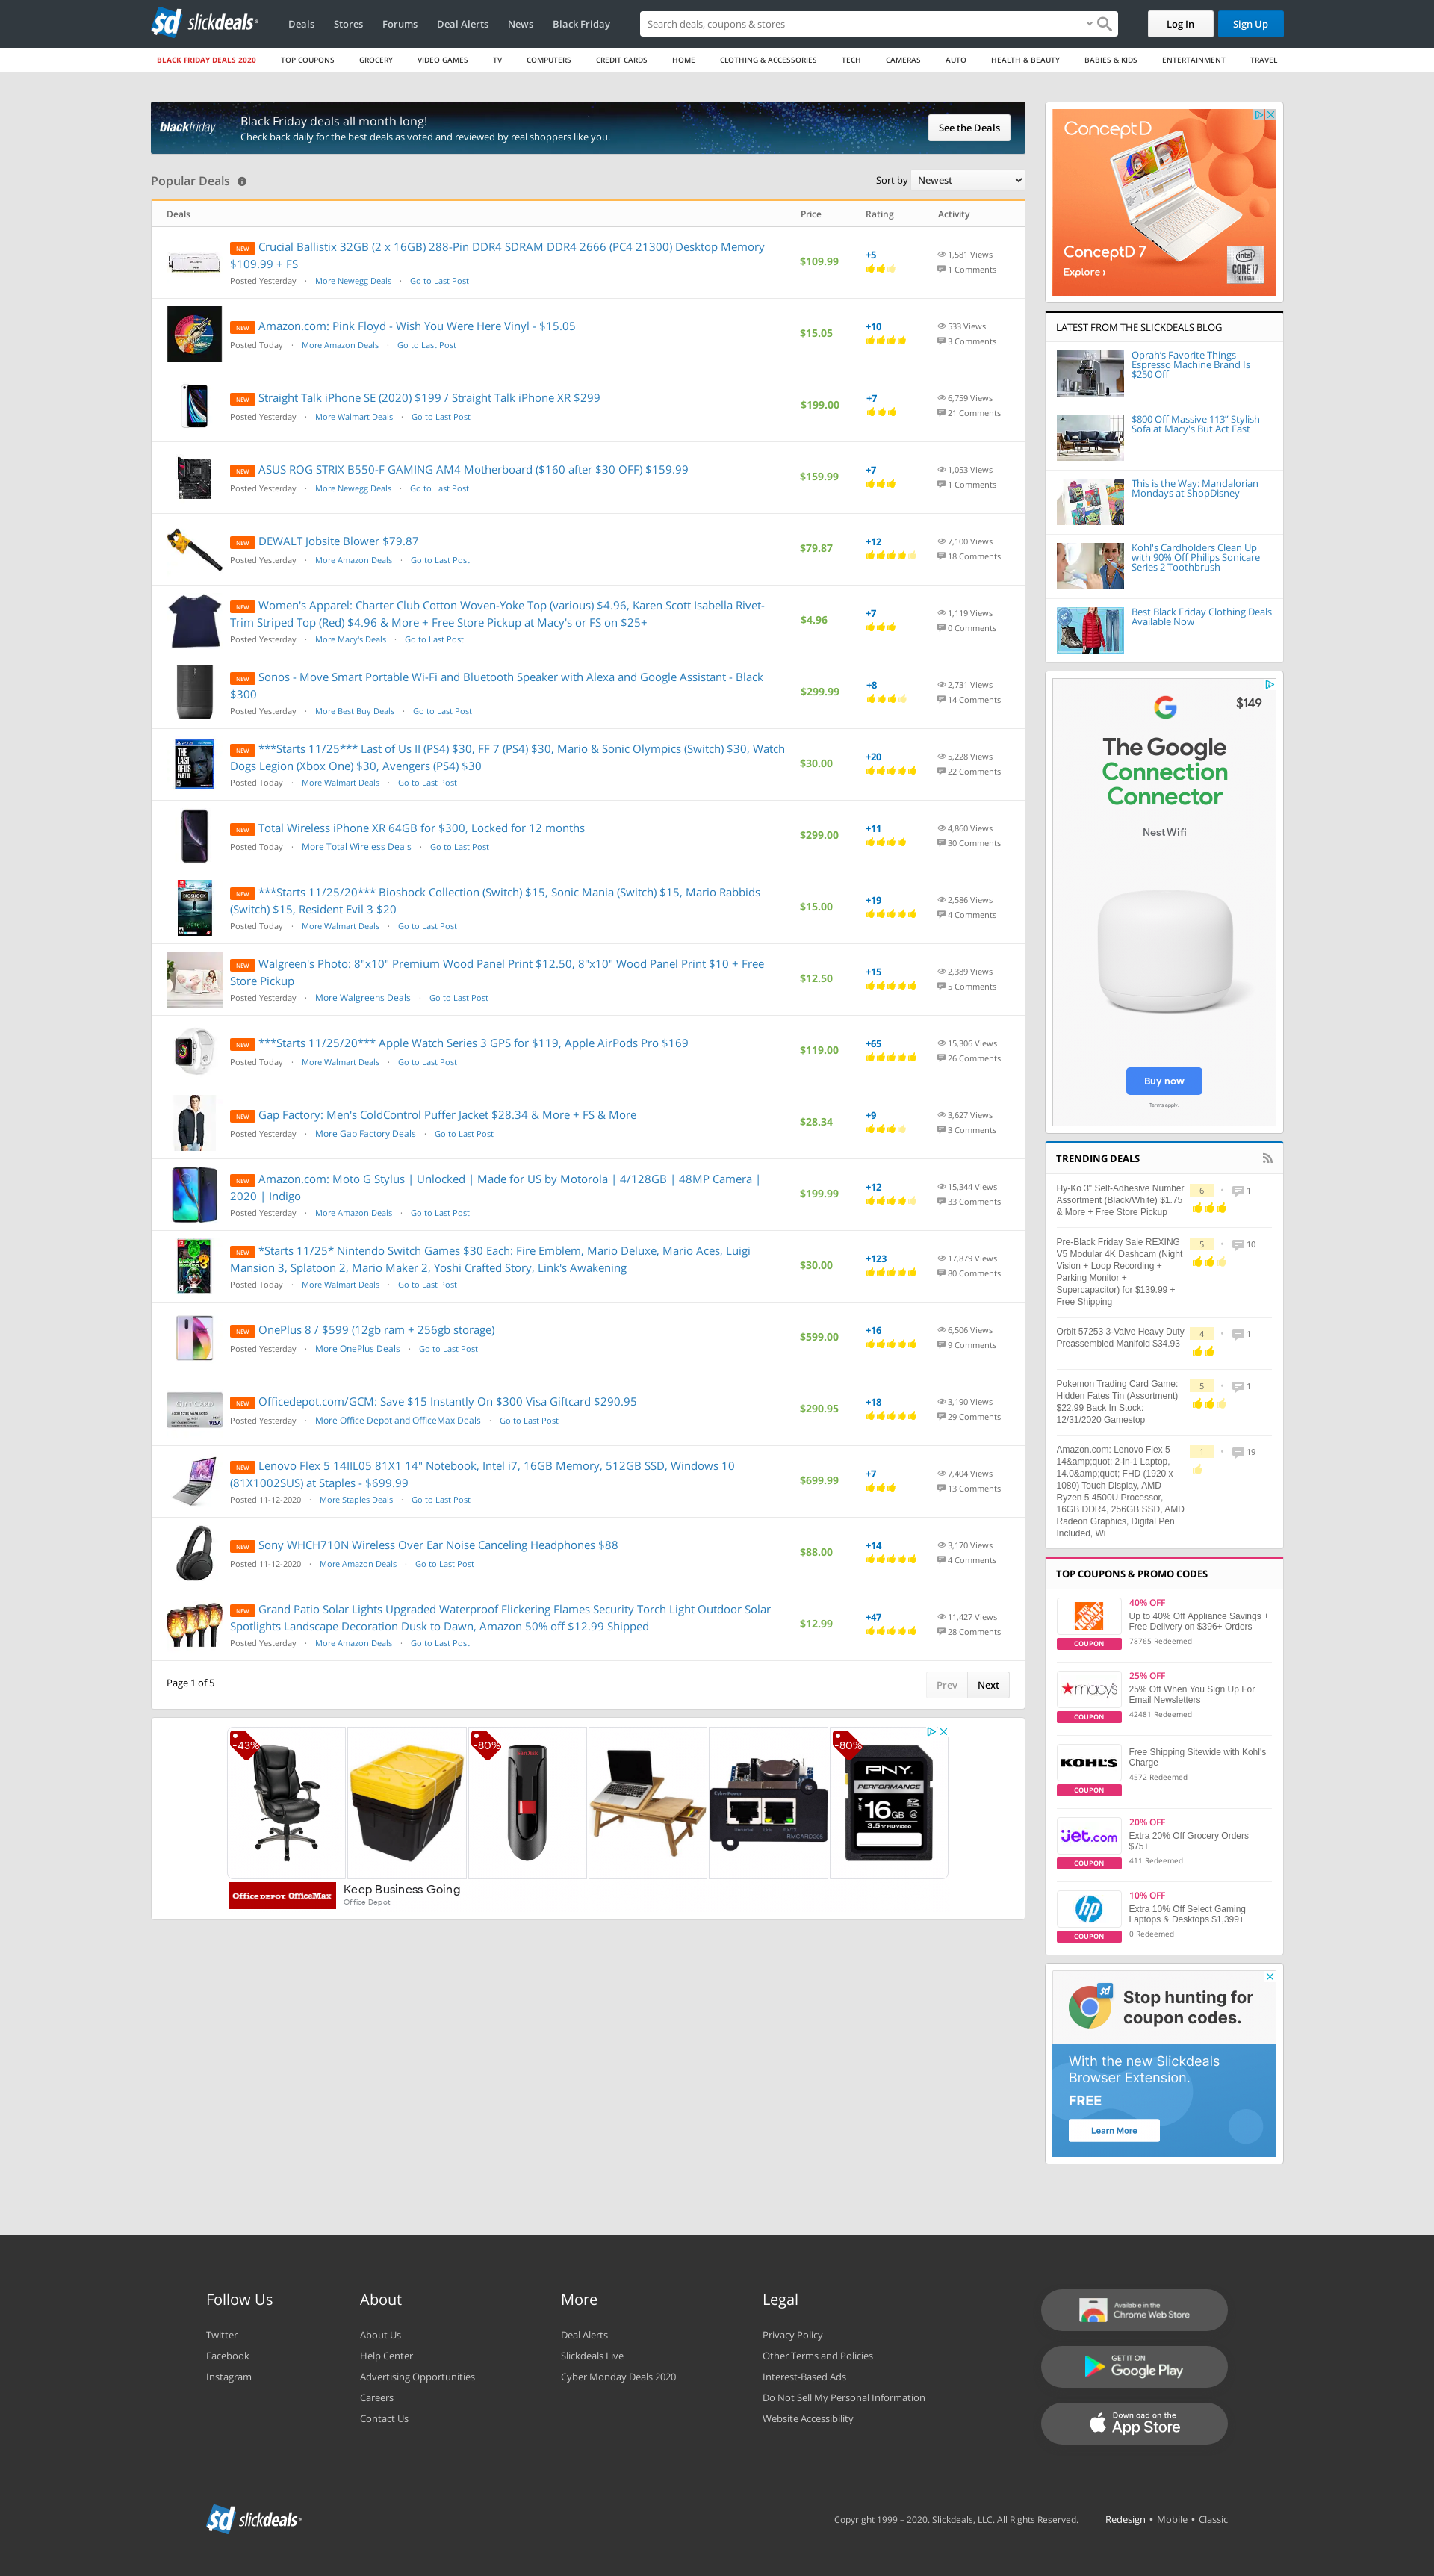 sd slickdeals
Deals Stores Forums Deal Alerts News Black Friday
Search deals, coupons & stores
Log In
Sign Up
BLACK FRIDAY DEALS 2020 TOP COUPONS GROCERY VIDEO GAMES TV COMPUTERS CREDIT CARDS HOME CLOTHING & ACCESSORIES TECH CAMERAS AUTO HEALTH & BEAUTY BABIES & KIDS ENTERTAINMENT TRAVEL
blackfriday
Black Friday deals all month long!
Check back daily for the best deals as voted and reviewed by real shoppers like you.
See the Deals
Popular Deals
Sort by Newest
Deals Price Rating Activity
NEW Crucial Ballistix 32GB (2 x 16GB) 288-Pin DDR4 SDRAM DDR4 2666 (PC4 21300) Desktop Memory
$109.99 + FS
Posted Yesterday · More Newegg Deals · Go to Last Post
$109.99
+5
1,581 Views
1 Comments
NEW Amazon.com: Pink Floyd - Wish You Were Here Vinyl - $15.05
Posted Today · More Amazon Deals · Go to Last Post
$15.05
+10
533 Views
3 Comments
NEW Straight Talk iPhone SE (2020) $199 / Straight Talk iPhone XR $299
Posted Yesterday · More Walmart Deals · Go to Last Post
$199.00
+7
6,759 Views
21 Comments
NEW ASUS ROG STRIX B550-F GAMING AM4 Motherboard ($160 after $30 OFF) $159.99
Posted Yesterday · More Newegg Deals · Go to Last Post
$159.99
+7
1,053 Views
1 Comments
NEW DEWALT Jobsite Blower $79.87
Posted Yesterday · More Amazon Deals · Go to Last Post
$79.87
+12
7,100 Views
18 Comments
NEW Women's Apparel: Charter Club Cotton Woven-Yoke Top (various) $4.96, Karen Scott Isabella Rivet-
Trim Striped Top (Red) $4.96 & More + Free Store Pickup at Macy's or FS on $25+
Posted Yesterday · More Macy's Deals · Go to Last Post
$4.96
+7
1,119 Views
0 Comments
NEW Sonos - Move Smart Portable Wi-Fi and Bluetooth Speaker with Alexa and Google Assistant - Black
$300
Posted Yesterday · More Best Buy Deals · Go to Last Post
$299.99
+8
2,731 Views
14 Comments
NEW ***Starts 11/25*** Last of Us II (PS4) $30, FF 7 (PS4) $30, Mario & Sonic Olympics (Switch) $30, Watch
Dogs Legion (Xbox One) $30, Avengers (PS4) $30
Posted Today · More Walmart Deals · Go to Last Post
$30.00
+20
5,228 Views
22 Comments
NEW Total Wireless iPhone XR 64GB for $300, Locked for 12 months
Posted Today · More Total Wireless Deals · Go to Last Post
$299.00
+11
4,860 Views
30 Comments
NEW ***Starts 11/25/20*** Bioshock Collection (Switch) $15, Sonic Mania (Switch) $15, Mario Rabbids
(Switch) $15, Resident Evil 3 $20
Posted Today · More Walmart Deals · Go to Last Post
$15.00
+19
2,586 Views
4 Comments
NEW Walgreen's Photo: 8"x10" Premium Wood Panel Print $12.50, 8"x10" Wood Panel Print $10 + Free
Store Pickup
Posted Yesterday · More Walgreens Deals · Go to Last Post
$12.50
+15
2,389 Views
5 Comments
NEW ***Starts 11/25/20*** Apple Watch Series 3 GPS for $119, Apple AirPods Pro $169
Posted Today · More Walmart Deals · Go to Last Post
$119.00
+65
15,306 Views
26 Comments
NEW Gap Factory: Men's ColdControl Puffer Jacket $28.34 & More + FS & More
Posted Yesterday · More Gap Factory Deals · Go to Last Post
$28.34
+9
3,627 Views
3 Comments
NEW Amazon.com: Moto G Stylus | Unlocked | Made for US by Motorola | 4/128GB | 48MP Camera |
2020 | Indigo
Posted Yesterday · More Amazon Deals · Go to Last Post
$199.99
+12
15,344 Views
33 Comments
NEW *Starts 11/25* Nintendo Switch Games $30 Each: Fire Emblem, Mario Deluxe, Mario Aces, Luigi
Mansion 3, Splatoon 2, Mario Maker 2, Yoshi Crafted Story, Link's Awakening
Posted Today · More Walmart Deals · Go to Last Post
$30.00
+123
17,879 Views
80 Comments
NEW OnePlus 8 / $599 (12gb ram + 256gb storage)
Posted Yesterday · More OnePlus Deals · Go to Last Post
$599.00
+16
6,506 Views
9 Comments
NEW Officedepot.com/GCM: Save $15 Instantly On $300 Visa Giftcard $290.95
Posted Yesterday · More Office Depot and OfficeMax Deals · Go to Last Post
$290.95
+18
3,190 Views
29 Comments
NEW Lenovo Flex 5 14IIL05 81X1 14" Notebook, Intel i7, 16GB Memory, 512GB SSD, Windows 10
(81X1002SUS) at Staples - $699.99
Posted 11-12-2020 · More Staples Deals · Go to Last Post
$699.99
+7
7,404 Views
13 Comments
NEW Sony WHCH710N Wireless Over Ear Noise Canceling Headphones $88
Posted 11-12-2020 · More Amazon Deals · Go to Last Post
$88.00
+14
3,170 Views
4 Comments
NEW Grand Patio Solar Lights Upgraded Waterproof Flickering Flames Security Torch Light Outdoor Solar
Spotlights Landscape Decoration Dusk to Dawn, Amazon 50% off $12.99 Shipped
Posted Yesterday · More Amazon Deals · Go to Last Post
$12.99
+47
11,427 Views
28 Comments
Page 1 of 5
Prev Next
-43%
-80%
SanDisk
-80%
PNY
PERFORMANCE
16GB
RMCARD205
Office DEPOT OfficeMax
Keep Business Going
Office Depot
ConceptD
ConceptD 7
Explore ›
intel
CORE i7
10TH GEN
LATEST FROM THE SLICKDEALS BLOG
Oprah's Favorite Things
Espresso Machine Brand Is
$250 Off
$800 Off Massive 113" Stylish
Sofa at Macy's But Act Fast
This is the Way: Mandalorian
Mondays at ShopDisney
Kohl's Cardholders Clean Up
with 90% Off Philips Sonicare
Series 2 Toothbrush
Best Black Friday Clothing Deals
Available Now
$149
The Google
Connection
Connector
Nest Wifi
Buy now
Terms apply.
TRENDING DEALS
Hy-Ko 3" Self-Adhesive Number
Assortment (Black/White) $1.75
& More + Free Store Pickup
6 • 1
Pre-Black Friday Sale REXING
V5 Modular 4K Dashcam (Night
Vision + Loop Recording +
Parking Monitor +
Supercapacitor) for $139.99 +
Free Shipping
5 • 10
Orbit 57253 3-Valve Heavy Duty
Preassembled Manifold $34.93
4 • 1
Pokemon Trading Card Game:
Hidden Fates Tin (Assortment)
$22.99 Back In Stock:
12/31/2020 Gamestop
5 • 1
Amazon.com: Lenovo Flex 5
14&amp;quot; 2-in-1 Laptop,
14.0&amp;quot; FHD (1920 x
1080) Touch Display, AMD
Ryzen 5 4500U Processor,
16GB DDR4, 256GB SSD, AMD
Radeon Graphics, Digital Pen
Included, Wi
1 • 19
TOP COUPONS & PROMO CODES
COUPON
40% OFF
Up to 40% Off Appliance Savings +
Free Delivery on $396+ Orders
78765 Redeemed
macy's
COUPON
25% OFF
25% Off When You Sign Up For
Email Newsletters
42481 Redeemed
KOHL'S
COUPON
Free Shipping Sitewide with Kohl's
Charge
4572 Redeemed
jet.com
COUPON
20% OFF
Extra 20% Off Grocery Orders
$75+
411 Redeemed
hp
COUPON
10% OFF
Extra 10% Off Select Gaming
Laptops & Desktops $1,399+
0 Redeemed
sd
Stop hunting for
coupon codes.
With the new Slickdeals
Browser Extension.
FREE
Learn More
Follow Us
Twitter
Facebook
Instagram
About
About Us
Help Center
Advertising Opportunities
Careers
Contact Us
More
Deal Alerts
Slickdeals Live
Cyber Monday Deals 2020
Legal
Privacy Policy
Other Terms and Policies
Interest-Based Ads
Do Not Sell My Personal Information
Website Accessibility
Available in the
Chrome Web Store
GET IT ON
Google Play
Download on the
App Store
sd slickdeals
Copyright 1999 – 2020. Slickdeals, LLC. All Rights Reserved.
Redesign • Mobile • Classic